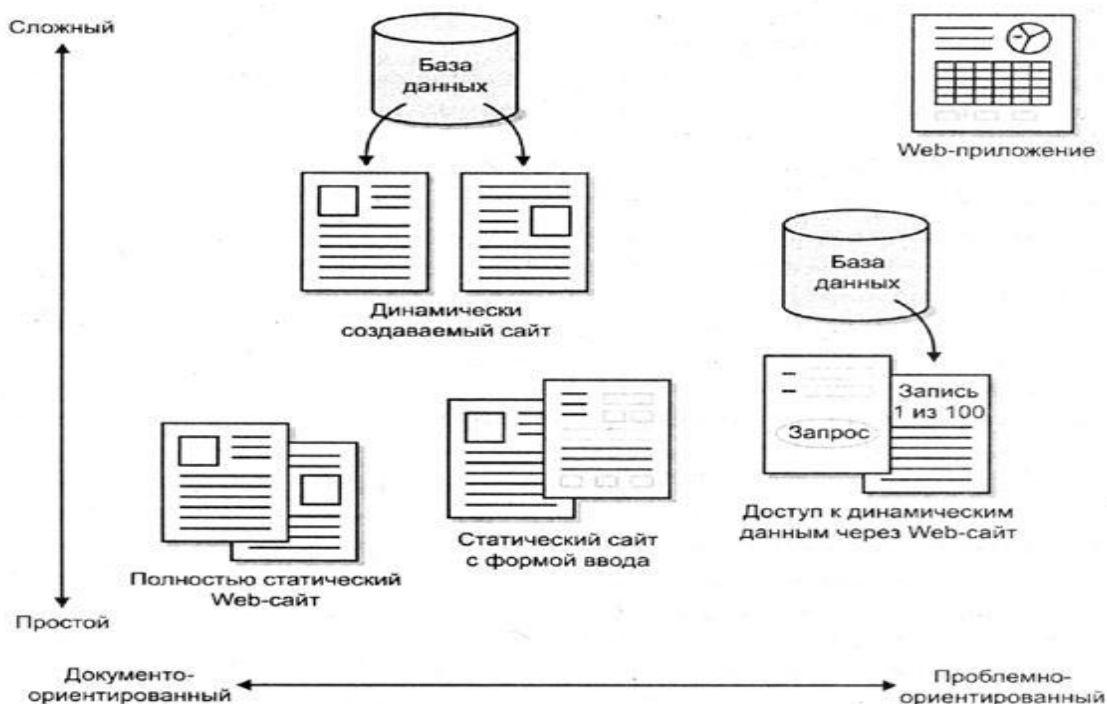 Сложный
База
данных
Web-приложение
База
данных
Динамически
создаваемый сайт
Запись
1 из 100
Запрос
Доступ к динамическим
данным через Web-сайт
Статический сайт
с формой ввода
Полностью статический
Web-сайт
Простой
Документо-
ориентированный
Проблемно-
ориентированный